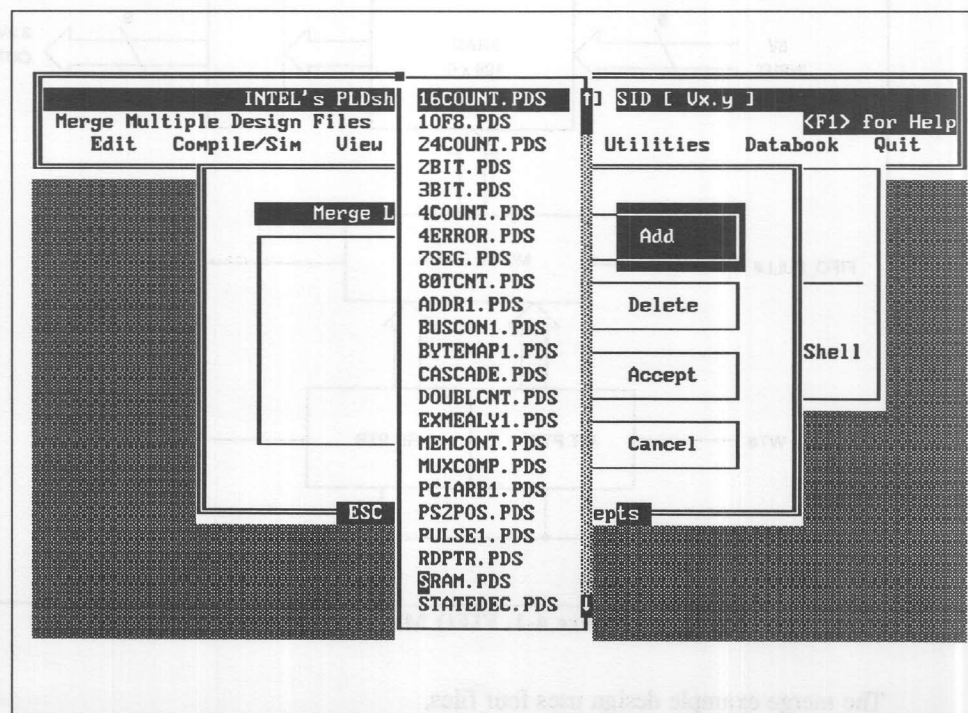 INTEL's PLDsh
SID [ Vx.y ]
Merge Multiple Design Files
<F1> for Help
Edit Compile/Sim View
Utilities Databook Quit
16COUNT.PDS
1OF8.PDS
24COUNT.PDS
2BIT.PDS
3BIT.PDS
4COUNT.PDS
4ERROR.PDS
7SEG.PDS
80TCNT.PDS
ADDR1.PDS
BUSCON1.PDS
BYTEMAP1.PDS
CASCADE.PDS
DOUBLCNT.PDS
EXMEALY1.PDS
MEMCONT.PDS
MUXCOMP.PDS
PCIARB1.PDS
PS2POS.PDS
PULSE1.PDS
RDPTR.PDS
SRAM.PDS
STATEDEC.PDS
Merge L
Add
Delete
Accept
Cancel
Shell
ESC
epts
The merge example design uses four files.